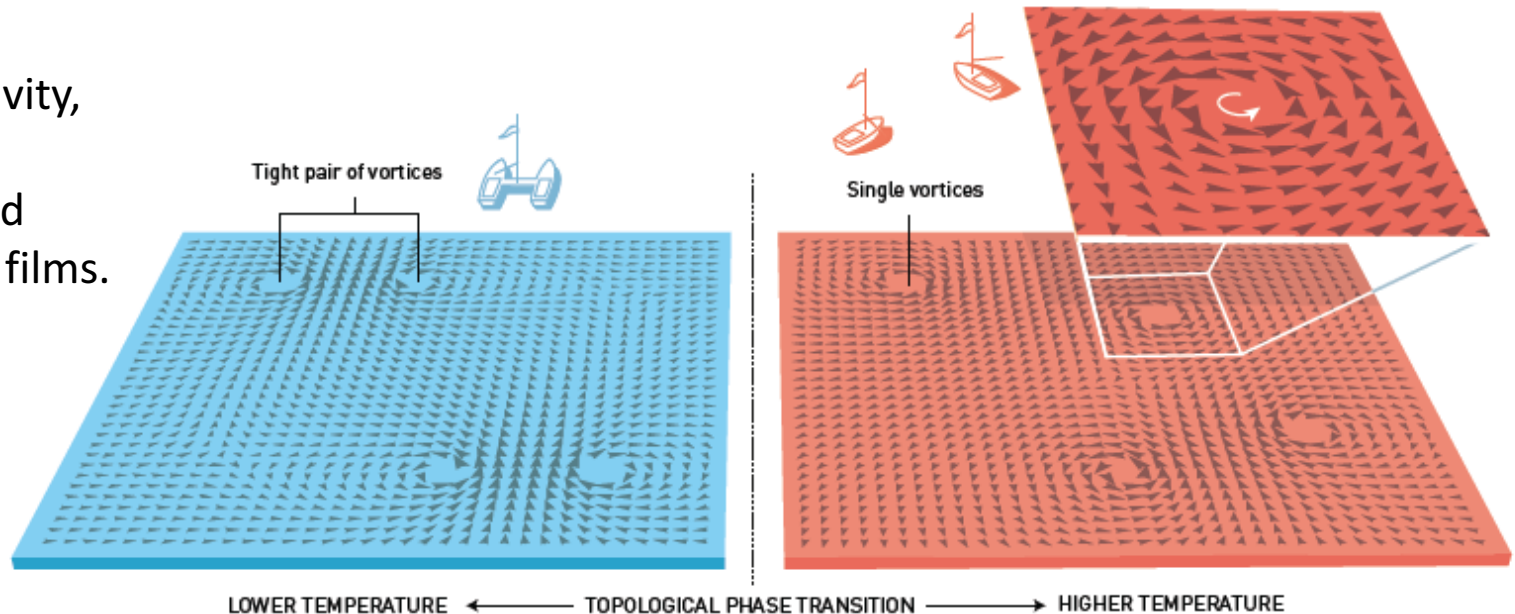 vity,
d
films.
Tight pair of vortices
Single vortices
LOWER TEMPERATURE
TOPOLOGICAL PHASE TRANSITION
HIGHER TEMPERATURE